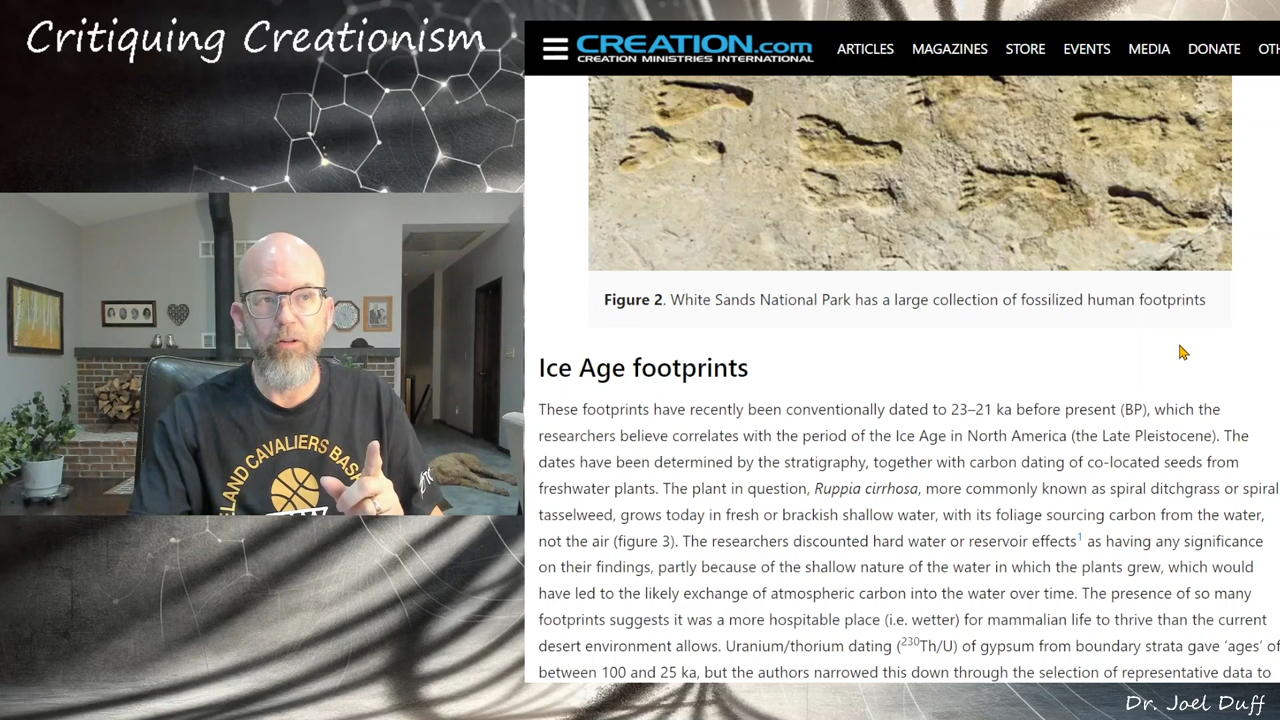 Critiquing Creationism
CREATION.com
CREATION MINISTRIES INTERNATIONAL
ARTICLES MAGAZINES STORE EVENTS MEDIA DONATE OTH
ELAND CAVALIERS BASK
Figure 2. White Sands National Park has a large collection of fossilized human footprints
Ice Age footprints
These footprints have recently been conventionally dated to 23–21 ka before present (BP), which the
researchers believe correlates with the period of the Ice Age in North America (the Late Pleistocene). The
dates have been determined by the stratigraphy, together with carbon dating of co-located seeds from
freshwater plants. The plant in question, Ruppia cirrhosa, more commonly known as spiral ditchgrass or spiral
tasselweed, grows today in fresh or brackish shallow water, with its foliage sourcing carbon from the water,
not the air (figure 3). The researchers discounted hard water or reservoir effects¹ as having any significance
on their findings, partly because of the shallow nature of the water in which the plants grew, which would
have led to the likely exchange of atmospheric carbon into the water over time. The presence of so many
footprints suggests it was a more hospitable place (i.e. wetter) for mammalian life to thrive than the current
desert environment allows. Uranium/thorium dating (²³⁰Th/U) of gypsum from boundary strata gave ‘ages’ of
between 100 and 25 ka, but the authors narrowed this down through the selection of representative data to
Dr. Joel Duff